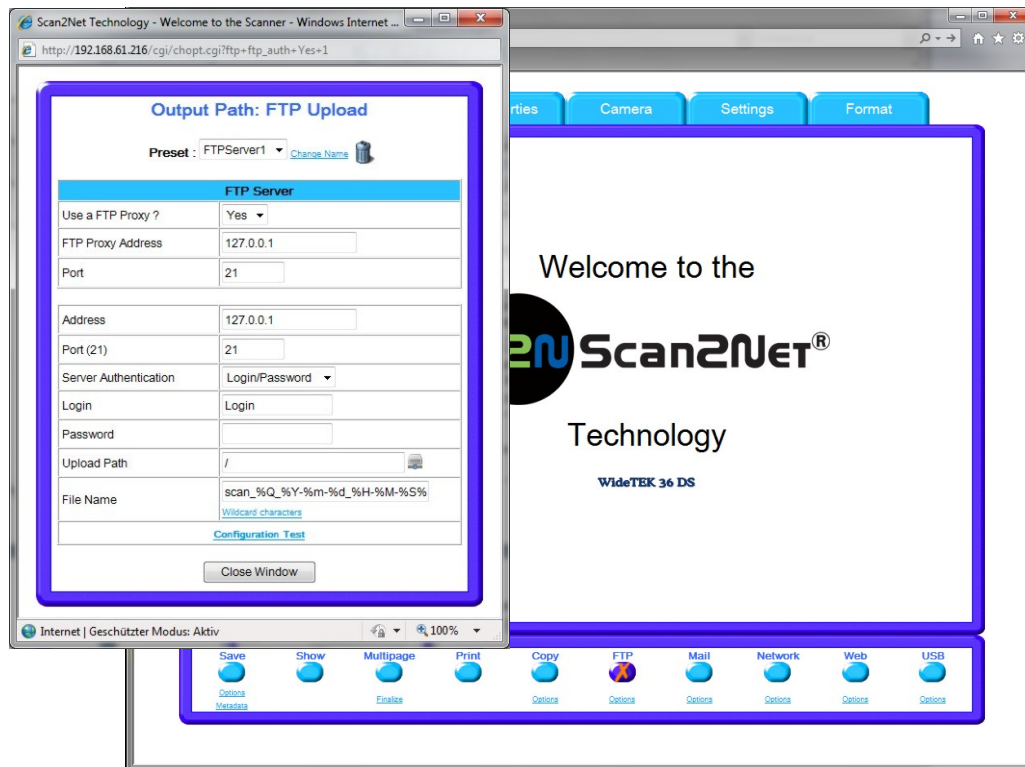 Scan2Net Technology - Welcome to the Scanner - Windows Internet ...
http://192.168.61.216/cgi/chopt.cgi?ftp+ftp_auth+Yes+1
Output Path: FTP Upload
Preset : FTPServer1 Change Name
FTP Server
Use a FTP Proxy ? Yes
FTP Proxy Address 127.0.0.1
Port 21
Address 127.0.0.1
Port (21) 21
Server Authentication Login/Password
Login Login
Password
Upload Path /
File Name scan_%Q_%Y-%m-%d_%H-%M-%S%
Wildcard characters
Configuration Test
Close Window
Internet | Geschützter Modus: Aktiv 100%
rties Camera Settings Format
Welcome to the
2N Scan2Net®
Technology
WideTEK 36 DS
Save Show Multipage Print Copy FTP Mail Network Web USB
Options Finalize Options Options Options Options Options Options
Metadata